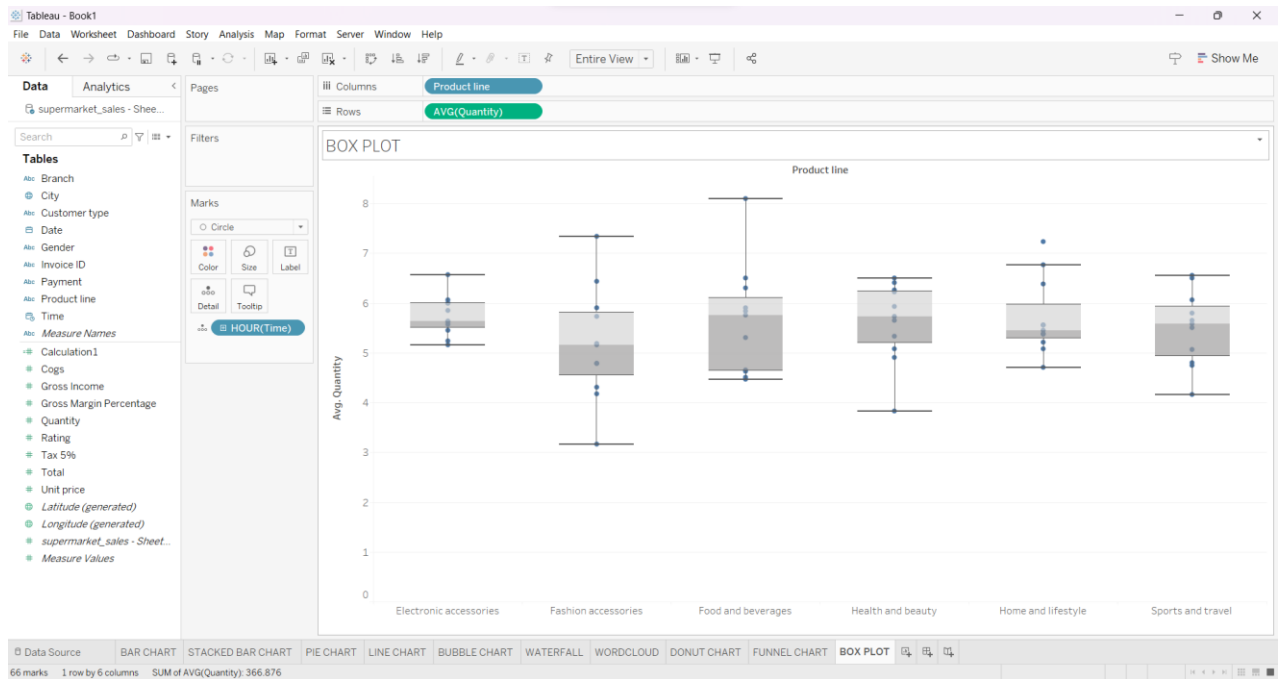 Tableau - Book1
File Data Worksheet Dashboard Story Analysis Map Format Server Window Help
Entire View
Show Me
Data Analytics
supermarket_sales - Shee...
Search
Tables
Abc Branch
City
Abc Customer type
Date
Abc Gender
Abc Invoice ID
Abc Payment
Abc Product line
Time
Abc Measure Names
Calculation1
Cogs
Gross Income
Gross Margin Percentage
Quantity
Rating
Tax 5%
Total
Unit price
Latitude (generated)
Longitude (generated)
supermarket_sales - Sheet...
Measure Values
Pages
Filters
Marks
Circle
Color Size Label
Detail Tooltip
HOUR(Time)
Columns Product line
Rows AVG(Quantity)
BOX PLOT
Product line
Avg. Quantity
8
7
6
5
4
3
2
1
0
Electronic accessories Fashion accessories Food and beverages Health and beauty Home and lifestyle Sports and travel
Data Source BAR CHART STACKED BAR CHART PIE CHART LINE CHART BUBBLE CHART WATERFALL WORDCLOUD DONUT CHART FUNNEL CHART BOX PLOT
66 marks 1 row by 6 columns SUM of AVG(Quantity): 366.876